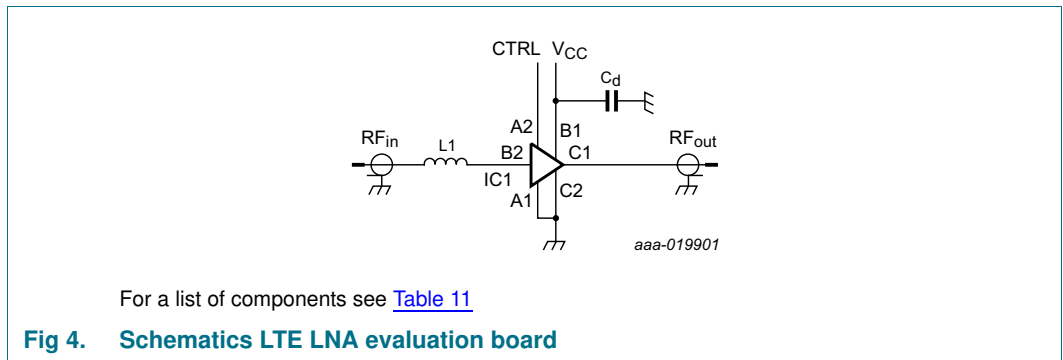 CTRL VCC
Cd
A2 B1
RFin L1 B2 C1 RFout
IC1 C2
A1
aaa-019901
For a list of components see Table 11
Fig 4. Schematics LTE LNA evaluation board